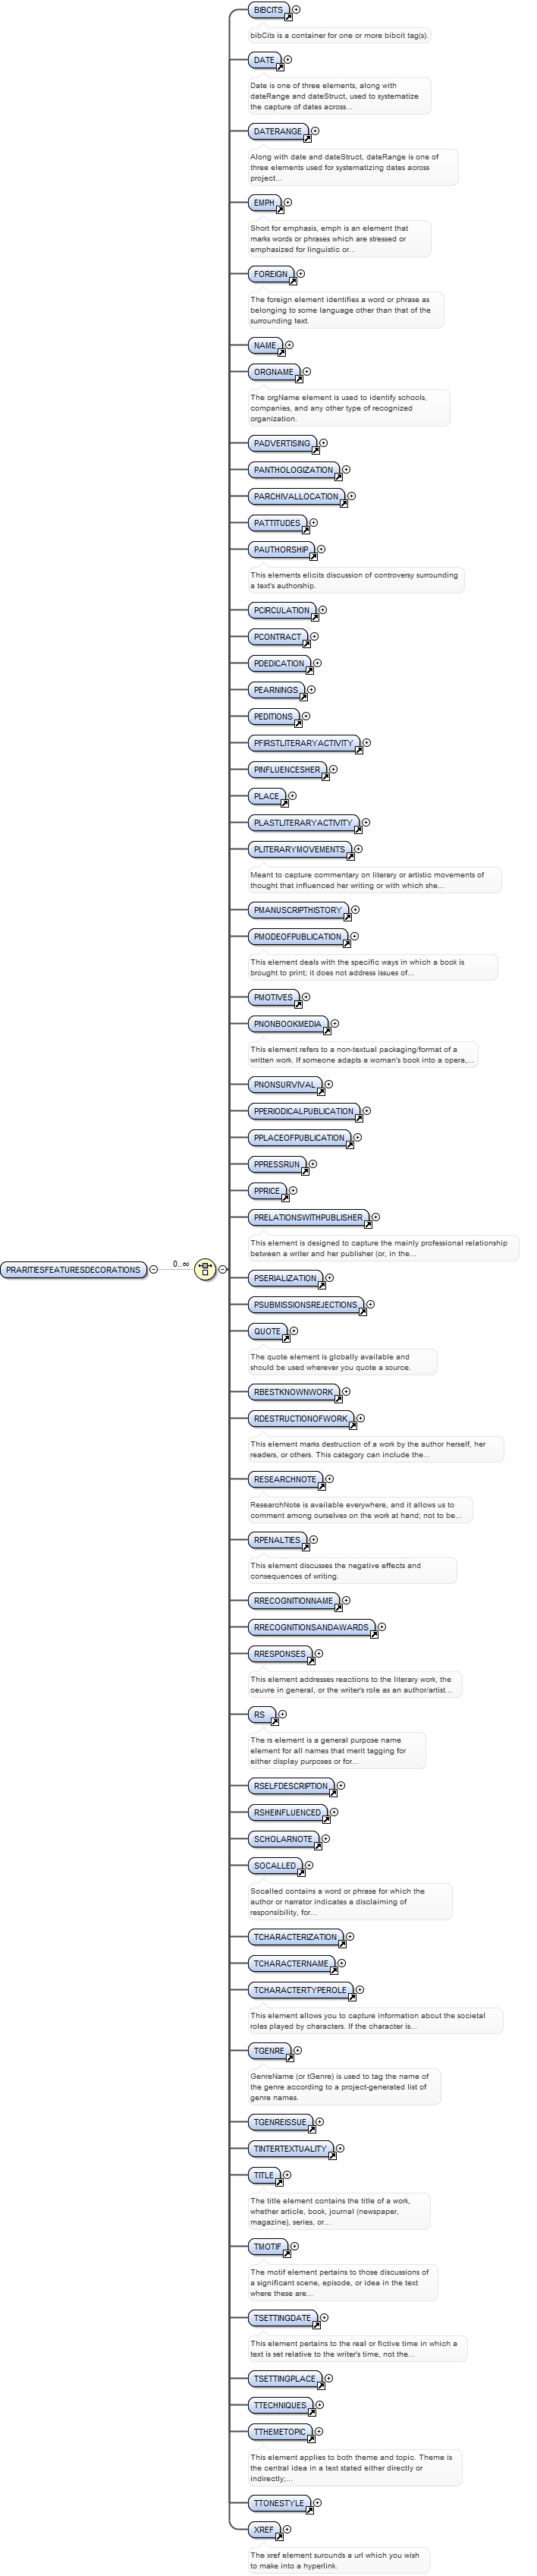 BIBCITS
bibCits is a container for one or more bibcit tag(s).
DATE
Date is one of three elements, along with
dateRange and dateStruct, used to systematize
the capture of dates across...
DATERANGE
Along with date and dateStruct, dateRange is one of
three elements used for systematizing dates across
project...
EMPH
Short for emphasis, emph is an element that
marks words or phrases which are stressed or
emphasized for linguistic or...
FOREIGN
The foreign element identifies a word or phrase as
belonging to some language other than that of the
surrounding text.
NAME
ORGNAME
The orgName element is used to identify schools,
companies, and any other type of recognized
organization.
PADVERTISING
PANTHOLOGIZATION
PARCHIVALLOCATION
PATTITUDES
PAUTHORSHIP
This elements elicits discussion of controversy surrounding
a text's authorship.
PCIRCULATION
PCONTRACT
PDEDICATION
PEARNINGS
PEDITIONS
PFIRSTLITERARYACTIVITY
PINFLUENCESHER
PLACE
PLASTLITERARYACTIVITY
PLITERARYMOVEMENTS
Meant to capture commentary on literary or artistic movements of
thought that influenced her writing or with which she...
PMANUSCRIPTHISTORY
PMODEOFPUBLICATION
This element deals with the specific ways in which a book is
brought to print; it does not address issues of...
PMOTIVES
PNONBOOKMEDIA
This element refers to a non-textual packaging/format of a
written work. If someone adapts a woman's book into a opera,...
PNONSURVIVAL
PPERIODICALPUBLICATION
PPLACEOFPUBLICATION
PPRESSRUN
PPRICE
PRELATIONSWITHPUBLISHER
This element is designed to capture the mainly professional relationship
between a writer and her publisher (or, in the...
PRARITIESFEATURESDECORATIONS
0..∞
PSERIALIZATION
PSUBMISSIONSREJECTIONS
QUOTE
The quote element is globally available and
should be used wherever you quote a source.
RBESTKNOWNWORK
RDESTRUCTIONOFWORK
This element marks destruction of a work by the author herself, her
readers, or others. This category can include the...
RESEARCHNOTE
ResearchNote is available everywhere, and it allows us to
comment among ourselves on the work at hand; not to be...
RPENALTIES
This element discusses the negative effects and
consequences of writing.
RRECOGNITIONNAME
RRECOGNITIONSANDAWARDS
RRESPONSES
This element addresses reactions to the literary work, the
oeuvre in general, or the writer's role as an author/artist...
RS
The rs element is a general purpose name
element for all names that merit tagging for
either display purposes or for...
RSELFDESCRIPTION
RSHEINFLUENCED
SCHOLARNOTE
SOCALLED
Socalled contains a word or phrase for which the
author or narrator indicates a disclaiming of
responsibility, for...
TCHARACTERIZATION
TCHARACTERNAME
TCHARACTERTYPEROLE
This element allows you to capture information about the societal
roles played by characters. If the character is...
TGENRE
GenreName (or tGenre) is used to tag the name of
the genre according to a project-generated list of
genre names.
TGENREISSUE
TINTERTEXTUALITY
TITLE
The title element contains the title of a work,
whether article, book, journal (newspaper,
magazine), series, or...
TMOTIF
The motif element pertains to those discussions of
a significant scene, episode, or idea in the text
where these are...
TSETTINGDATE
This element pertains to the real or fictive time in which a
text is set relative to the writer's time, not the...
TSETTINGPLACE
TTECHNIQUES
TTHEMETOPIC
This element applies to both theme and topic. Theme is
the central idea in a text stated either directly or
indirectly;...
TTONESTYLE
XREF
The xref element surounds a url which you wish
to make into a hyperlink.